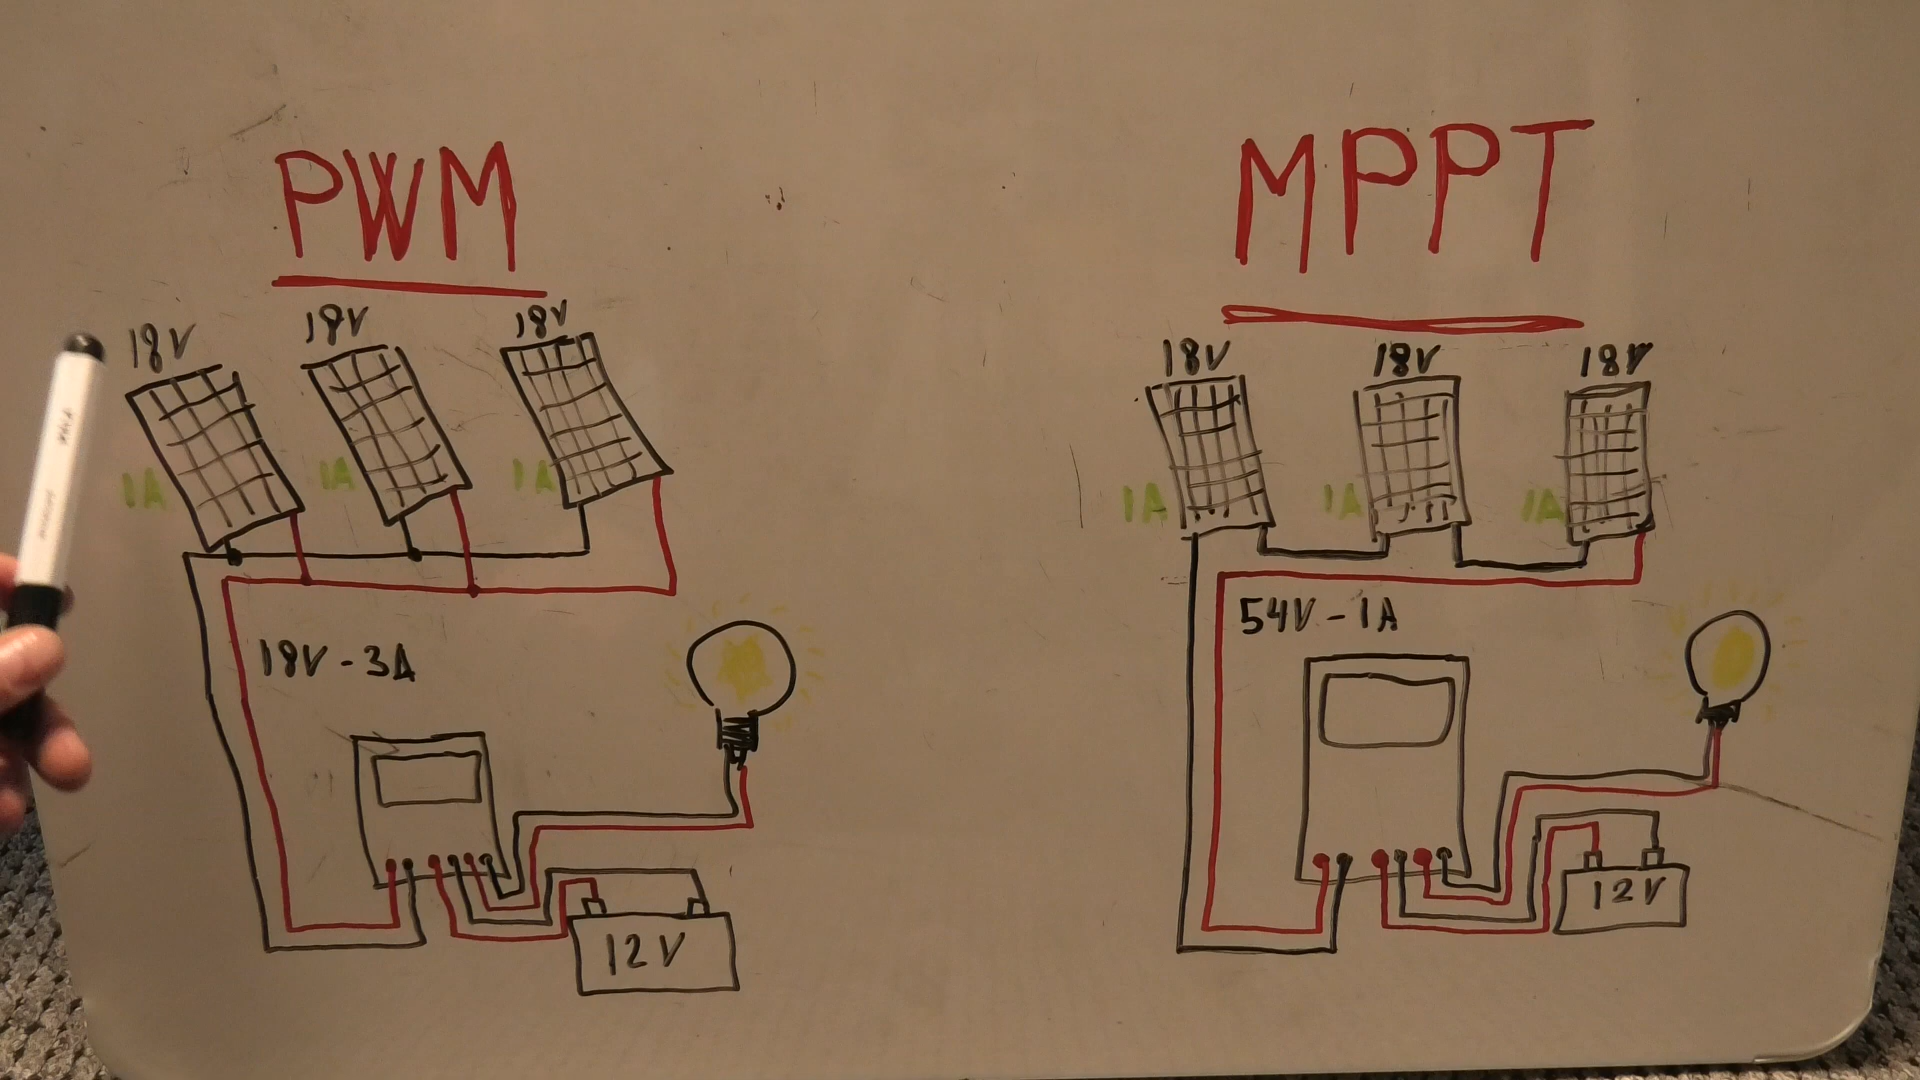 PWM
18V 18V 18V
1A 1A 1A
18V - 3A
12V
MPPT
18V 18V 18V
1A 1A 1A
54V - 1A
12V